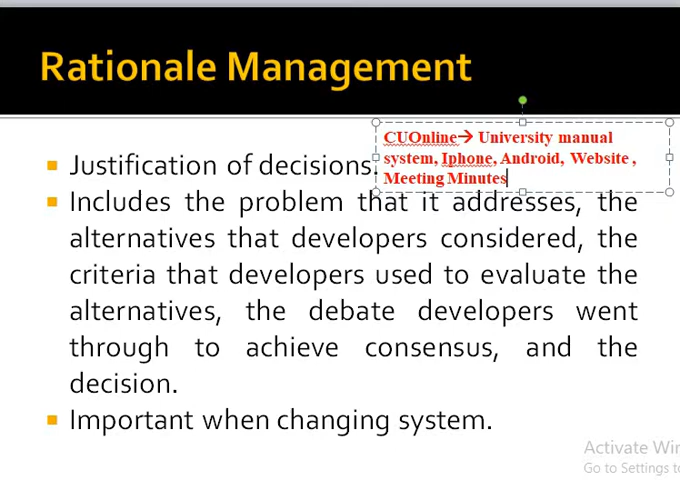 Rationale Management
CUOnline→ University manual
system, Iphone, Android, Website ,
Meeting Minutes
Justification of decisions.
Includes the problem that it addresses, the
alternatives that developers considered, the
criteria that developers used to evaluate the
alternatives, the debate developers went
through to achieve consensus, and the
decision.
Important when changing system.
Activate
Go to Settings